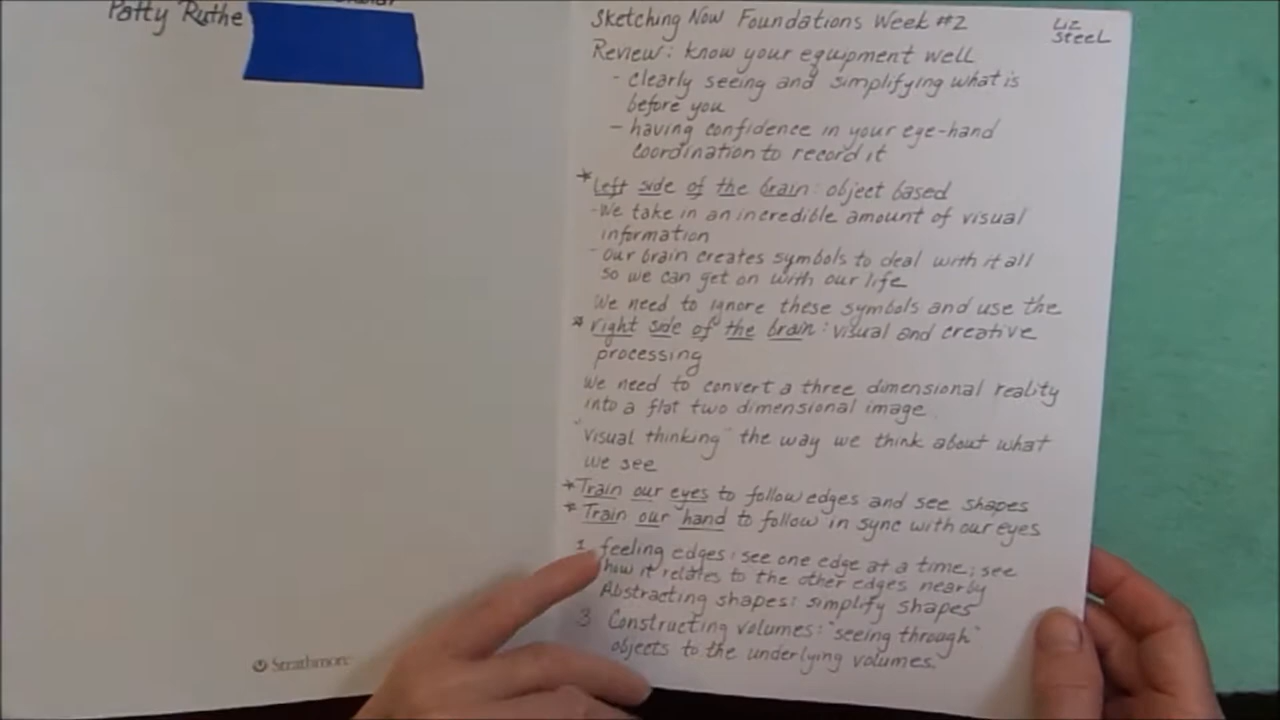 Patty Ruthe
Strathmore
Sketching Now Foundations Week #2
Liz
Steel
Review: know your equipment well
- clearly seeing and simplifying what is
before you
- having confidence in your eye-hand
coordination to record it
* left side of the brain: object based
- We take in an incredible amount of visual
information
- Our brain creates symbols to deal with it all
so we can get on with our life
We need to ignore these symbols and use the
* right side of the brain: visual and creative
processing
We need to convert a three dimensional reality
into a flat two dimensional image.
"Visual thinking" the way we think about what
we see
* Train our eyes to follow edges and see shapes
* Train our hand to follow in sync with our eyes
1 feeling edges: see one edge at a time; see
how it relates to the other edges nearby
Abstracting shapes: simplify shapes
3 Constructing volumes: "seeing through"
objects to the underlying volumes.